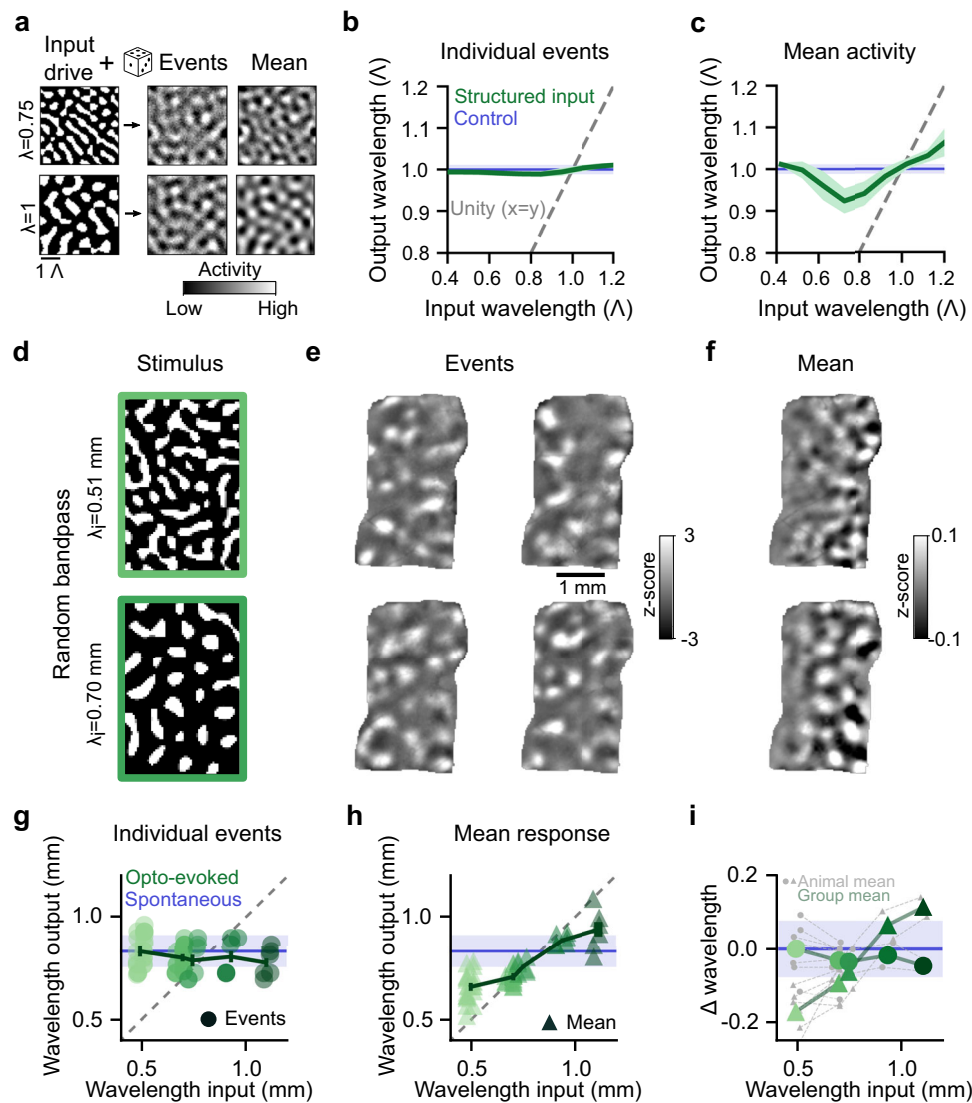 a
Input drive + Events Mean
λ=0.75
λ=1
1 Λ
Activity
Low High
b
Individual events
Output wavelength (Λ)
1.2
1.1
1.0
0.9
0.8
Structured input
Control
Unity (x=y)
0.4 0.6 0.8 1.0 1.2
Input wavelength (Λ)
c
Mean activity
Output wavelength (Λ)
1.2
1.1
1.0
0.9
0.8
0.4 0.6 0.8 1.0 1.2
Input wavelength (Λ)
d
Stimulus
Random bandpass
λi=0.51 mm
λi=0.70 mm
e
Events
1 mm
3
z-score
-3
f
Mean
0.1
z-score
-0.1
g
Individual events
Wavelength output (mm)
Opto-evoked
Spontaneous
1.0
0.5
Events
0.5 1.0
Wavelength input (mm)
h
Mean response
Wavelength output (mm)
1.0
0.5
Mean
0.5 1.0
Wavelength input (mm)
i
Δ wavelength
0.2
0.0
-0.2
Animal mean
Group mean
0.5 1.0
Wavelength input (mm)